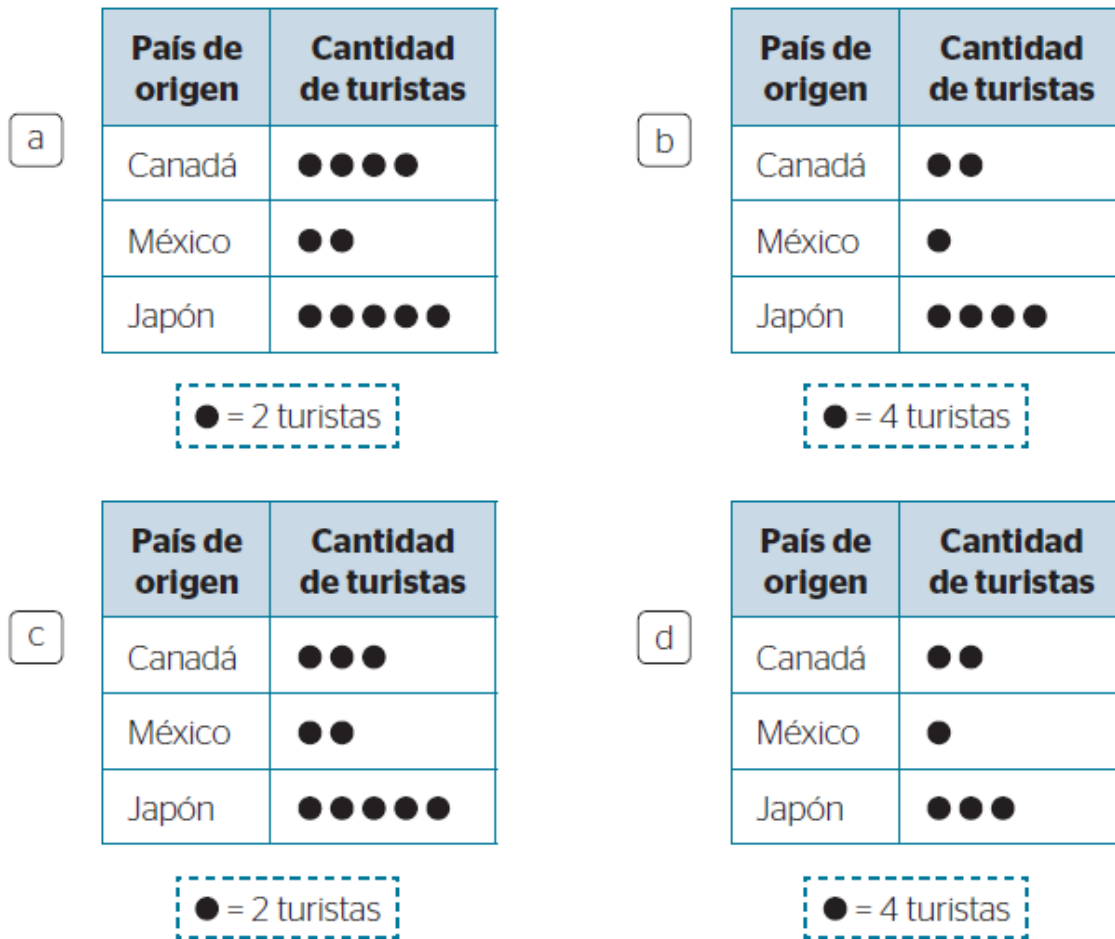 a
País de origen Cantidad de turistas
Canadá ●●●●
México ●●
Japón ●●●●●
● = 2 turistas
b
País de origen Cantidad de turistas
Canadá ●●
México ●
Japón ●●●●
● = 4 turistas
c
País de origen Cantidad de turistas
Canadá ●●●
México ●●
Japón ●●●●●
● = 2 turistas
d
País de origen Cantidad de turistas
Canadá ●●
México ●
Japón ●●●
● = 4 turistas